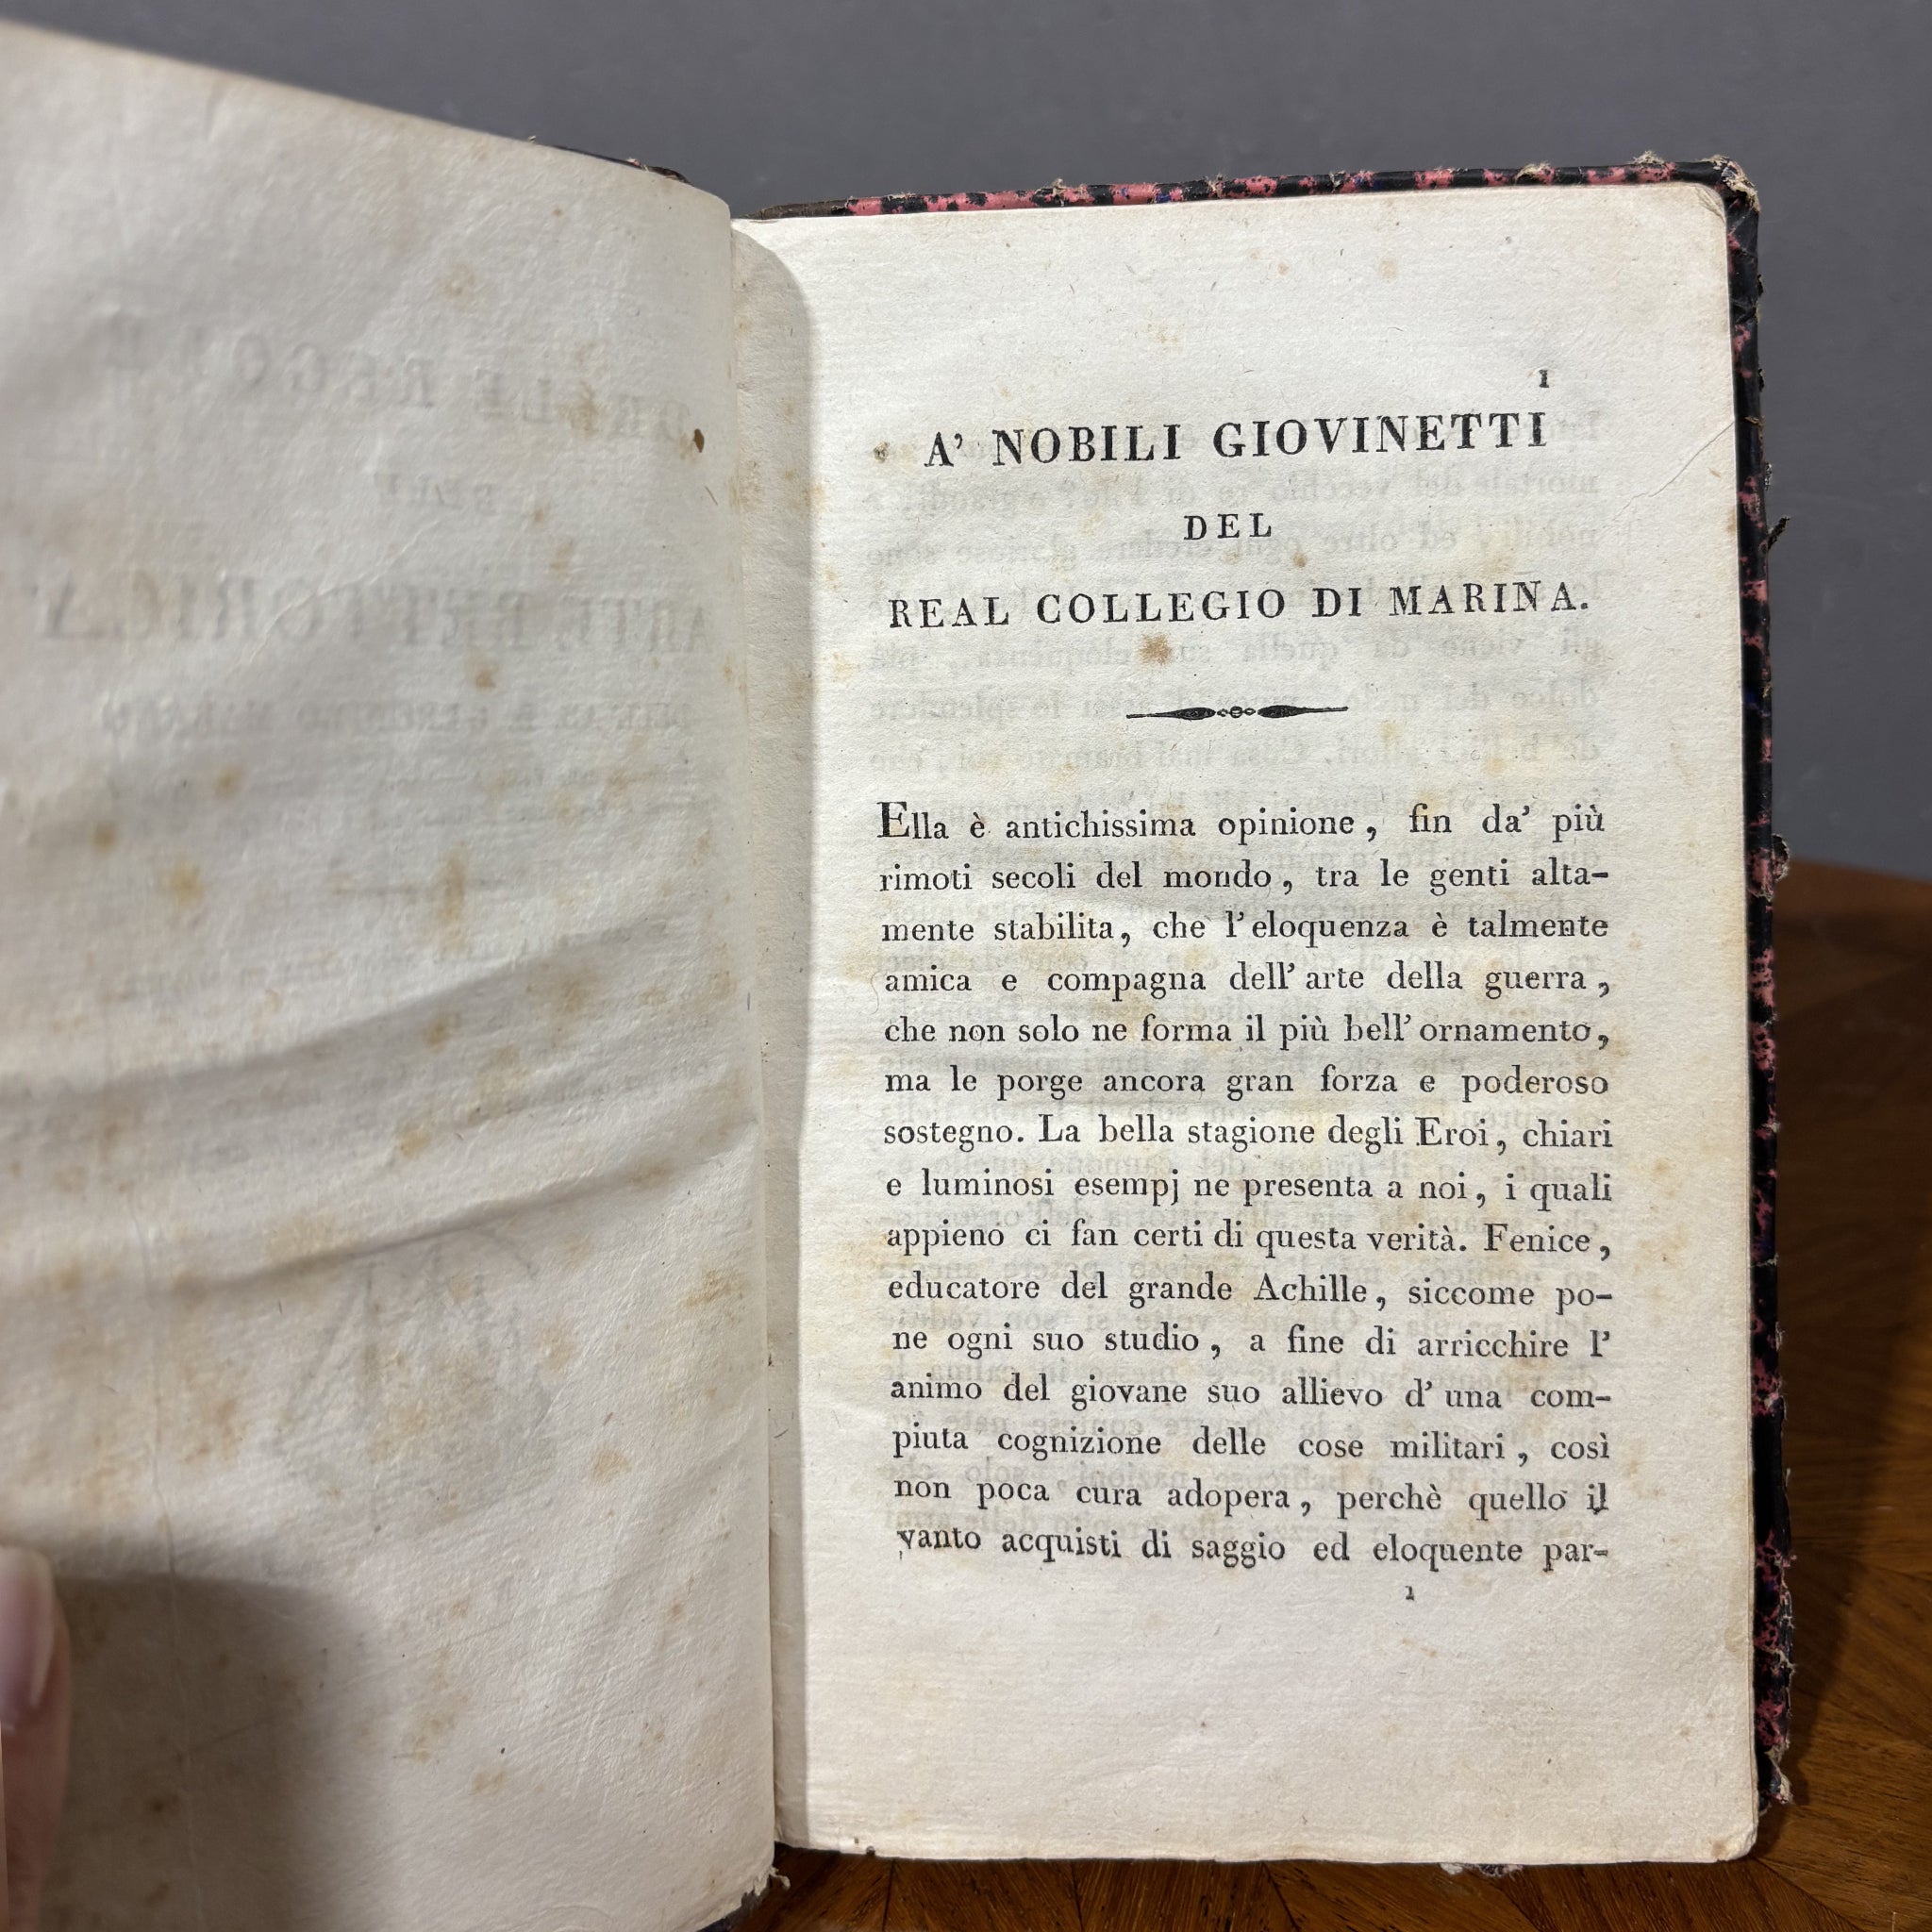 1
A' NOBILI GIOVINETTI
DEL
REAL COLLEGIO DI MARINA.
Ella è antichissima opinione, fin da' più
rimoti secoli del mondo, tra le genti alta-
mente stabilita, che l'eloquenza è talmente
amica e compagna dell'arte della guerra,
che non solo ne forma il più bell'ornamento,
ma le porge ancora gran forza e poderoso
sostegno. La bella stagione degli Eroi, chiari
e luminosi esempj ne presenta a noi, i quali
appieno ci fan certi di questa verità. Fenice,
educatore del grande Achille, siccome po-
ne ogni suo studio, a fine di arricchire l'
animo del giovane suo allievo d'una com-
piuta cognizione delle cose militari, così
non poca cura adopera, perchè quello il
vanto acquisti di saggio ed eloquente par-
1